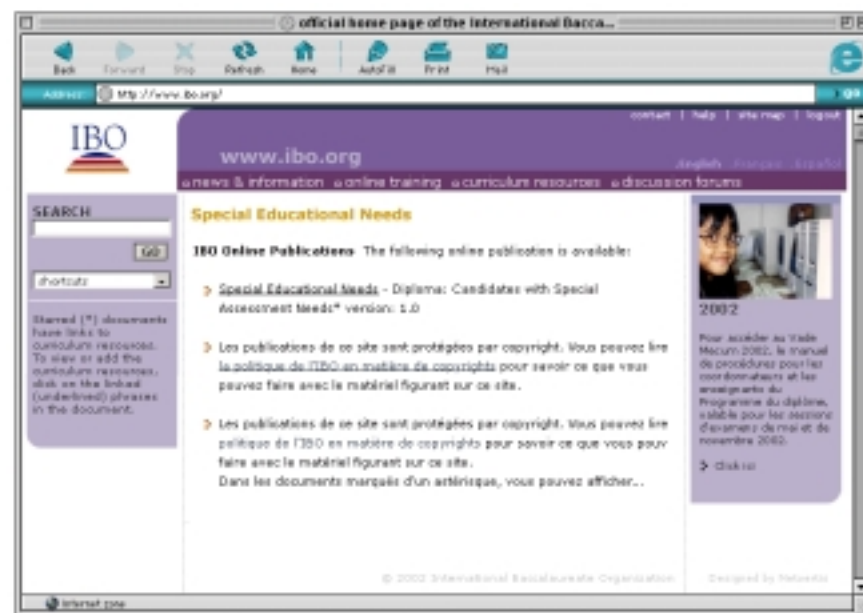 official home page of the International Bacca...
Back Forward Stop Refresh Home AutoFill Print Mail
Address: http://www.ibo.org/ go
contact | help | site map | logout
IBO
www.ibo.org
English Français Español
news & information online training curriculum resources discussion forums
SEARCH
GO
shortcuts
Starred (*) documents
have links to
curriculum resources.
To view or add the
curriculum resources,
click on the linked
(underlined) phrases
in the document.
Special Educational Needs
IBO Online Publications The following online publication is available:
Special Educational Needs - Diploma: Candidates with Special
Assessment Needs* version: 1.0
Les publications de ce site sont protégées par copyright. Vous pouvez lire
la politique de l'IBO en matière de copyrights pour savoir ce que vous
pouvez faire avec le matériel figurant sur ce site.
Les publications de ce site sont protégées par copyright. Vous pouvez lire
politique de l'IBO en matière de copyrights pour savoir ce que vous pouv
faire avec le matériel figurant sur ce site.
Dans les documents marqués d'un astérisque, vous pouvez afficher...
2002
Pour accéder au Vade
Mecum 2002, le manuel
de procédures pour les
coordonnateurs et les
enseignants du
Programme du diplôme,
valable pour les sessions
d'examens de mai et de
novembre 2002.
Click ici
© 2002 International Baccalaureate Organization
Designed by
Internet zone